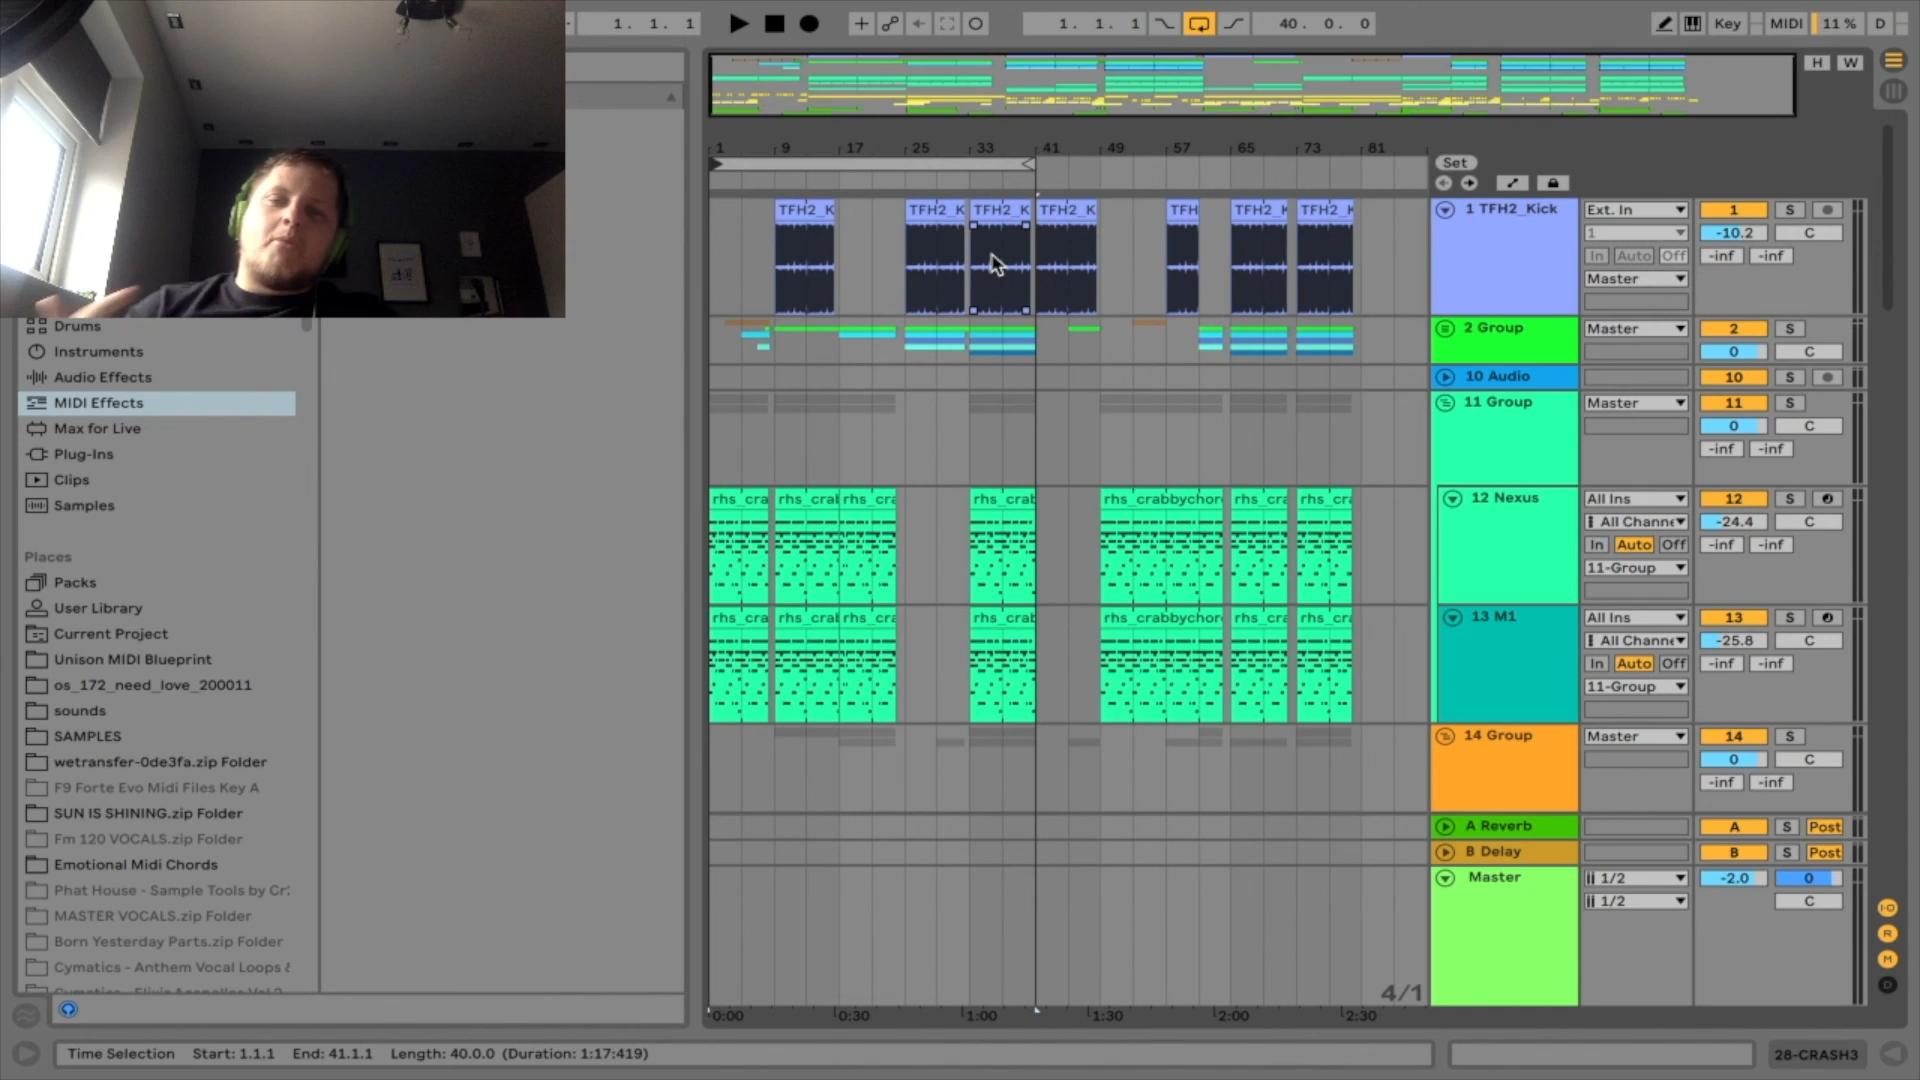 1. 1. 1
1. 1. 1
40. 0. 0
Key
MIDI
11 %
D
H
W
1
9
17
25
33
41
49
57
65
73
81
Set
TFH2_K
TFH2_K
TFH2_K
TFH2_K
TFH
TFH2_K
TFH2_K
1 TFH2_Kick
Ext. In
1
S
1
-10.2
C
In
Auto
Off
-inf
-inf
Master
2 Group
Master
2
S
0
C
10 Audio
10
S
11 Group
Master
11
S
0
C
-inf
-inf
rhs_cra
rhs_crab
rhs_cra
rhs_crab
rhs_crabbychor
rhs_cra
rhs_cra
12 Nexus
All Ins
12
S
All Channe
-24.4
C
In
Auto
Off
-inf
-inf
11-Group
rhs_cra
rhs_crab
rhs_cra
rhs_crab
rhs_crabbychor
rhs_cra
rhs_cra
13 M1
All Ins
13
S
All Channe
-25.8
C
In
Auto
Off
-inf
-inf
11-Group
14 Group
Master
14
S
0
C
-inf
-inf
A Reverb
A
S
Post
B Delay
B
S
Post
Master
1/2
-2.0
0
1/2
C
4/1
0:00
0:30
1:00
1:30
2:00
2:30
I·O
R
M
D
Drums
Instruments
Audio Effects
MIDI Effects
Max for Live
Plug-Ins
Clips
Samples
Places
Packs
User Library
Current Project
Unison MIDI Blueprint
os_172_need_love_200011
sounds
SAMPLES
wetransfer-0de3fa.zip Folder
F9 Forte Evo Midi Files Key A
SUN IS SHINING.zip Folder
Fm 120 VOCALS.zip Folder
Emotional Midi Chords
Phat House - Sample Tools by Cr
MASTER VOCALS.zip Folder
Born Yesterday Parts.zip Folder
Cymatics - Anthem Vocal Loops &
Time Selection Start: 1.1.1 End: 41.1.1 Length: 40.0.0 (Duration: 1:17:419)
28-CRASH3